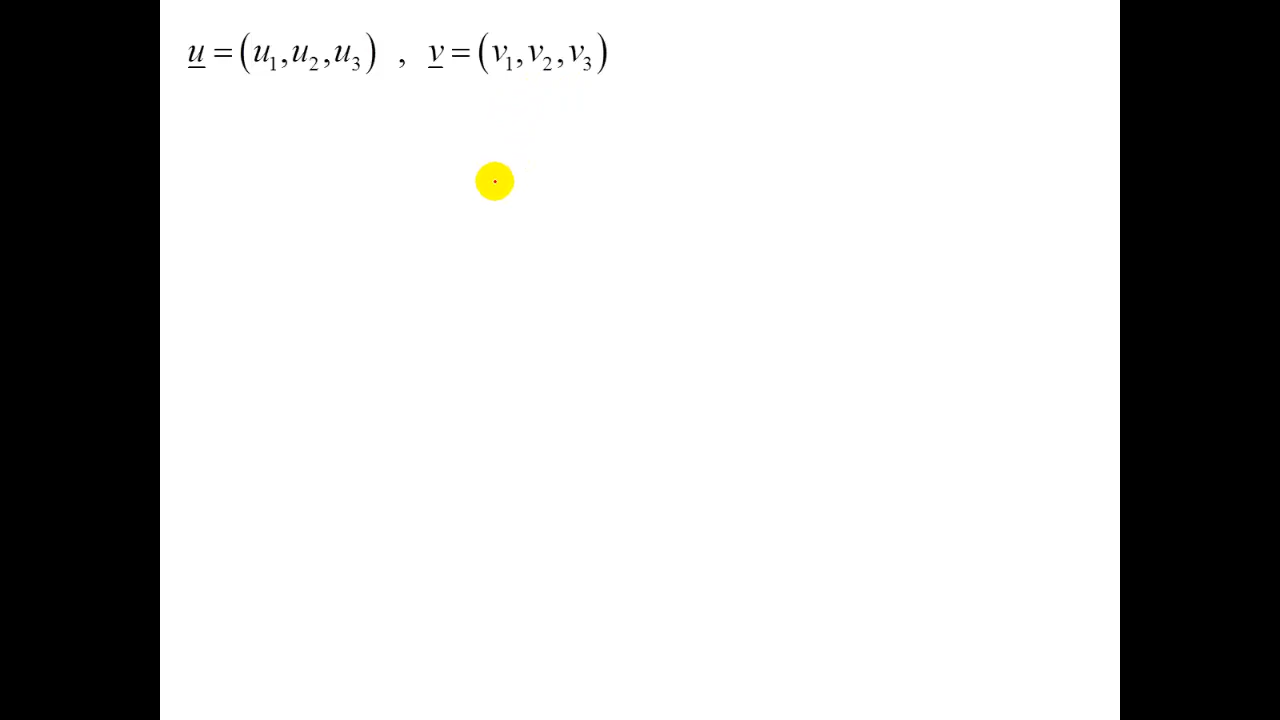 u = (u₁,u₂,u₃) , v = (v₁,v₂,v₃)